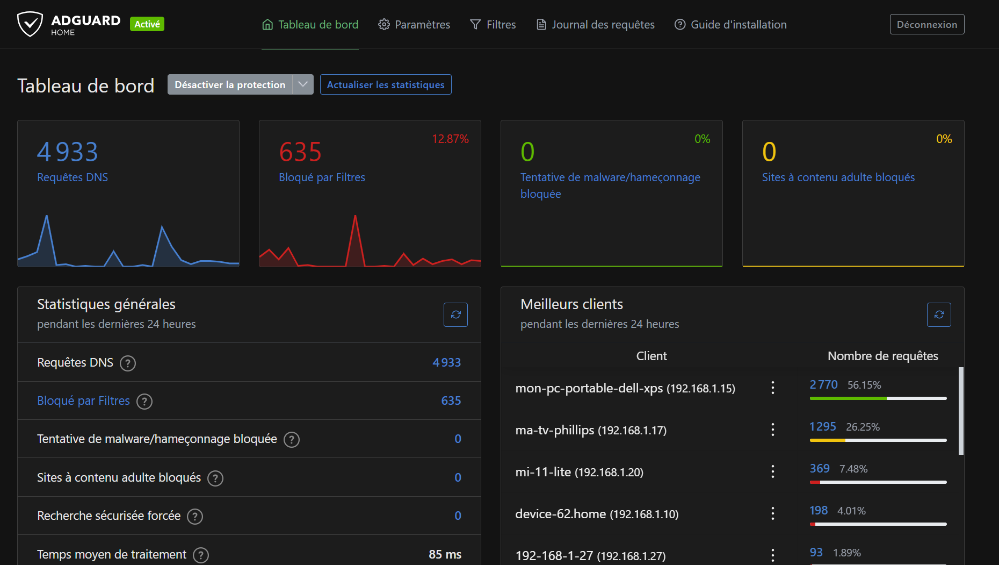 ADGUARD
HOME
Activé
Tableau de bord
Paramètres
Filtres
Journal des requêtes
Guide d'installation
Déconnexion
Tableau de bord
Désactiver la protection
Actualiser les statistiques
4 933
Requêtes DNS
635
12.87%
Bloqué par Filtres
0
0%
Tentative de malware/hameçonnage
bloquée
0
0%
Sites à contenu adulte bloqués
Statistiques générales
pendant les dernières 24 heures
Requêtes DNS ? 4 933
Bloqué par Filtres ? 635
Tentative de malware/hameçonnage bloquée ? 0
Sites à contenu adulte bloqués ? 0
Recherche sécurisée forcée ? 0
Temps moyen de traitement ? 85 ms
Meilleurs clients
pendant les dernières 24 heures
Client Nombre de requêtes
mon-pc-portable-dell-xps (192.168.1.15) 2 770 56.15%
ma-tv-phillips (192.168.1.17) 1295 26.25%
mi-11-lite (192.168.1.20) 369 7.48%
device-62.home (192.168.1.10) 198 4.01%
192-168-1-27 (192.168.1.27) 93 1.89%